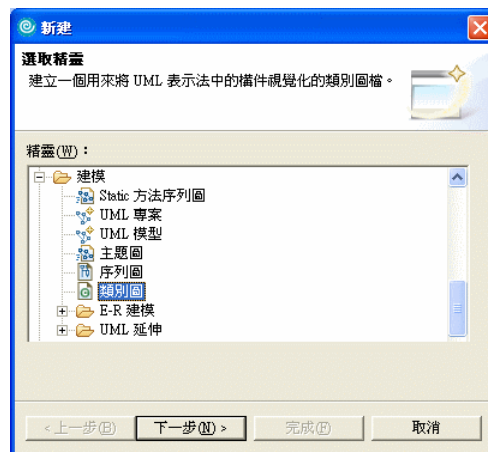 新建
選取精靈
建立一個用來將 UML 表示法中的構件視覺化的類別圖檔。
精靈(W)：
建模
Static 方法序列圖
UML 專案
UML 模型
主題圖
序列圖
類別圖
E-R 建模
UML 延伸
< 上一步(B)
下一步(N) >
完成(F)
取消